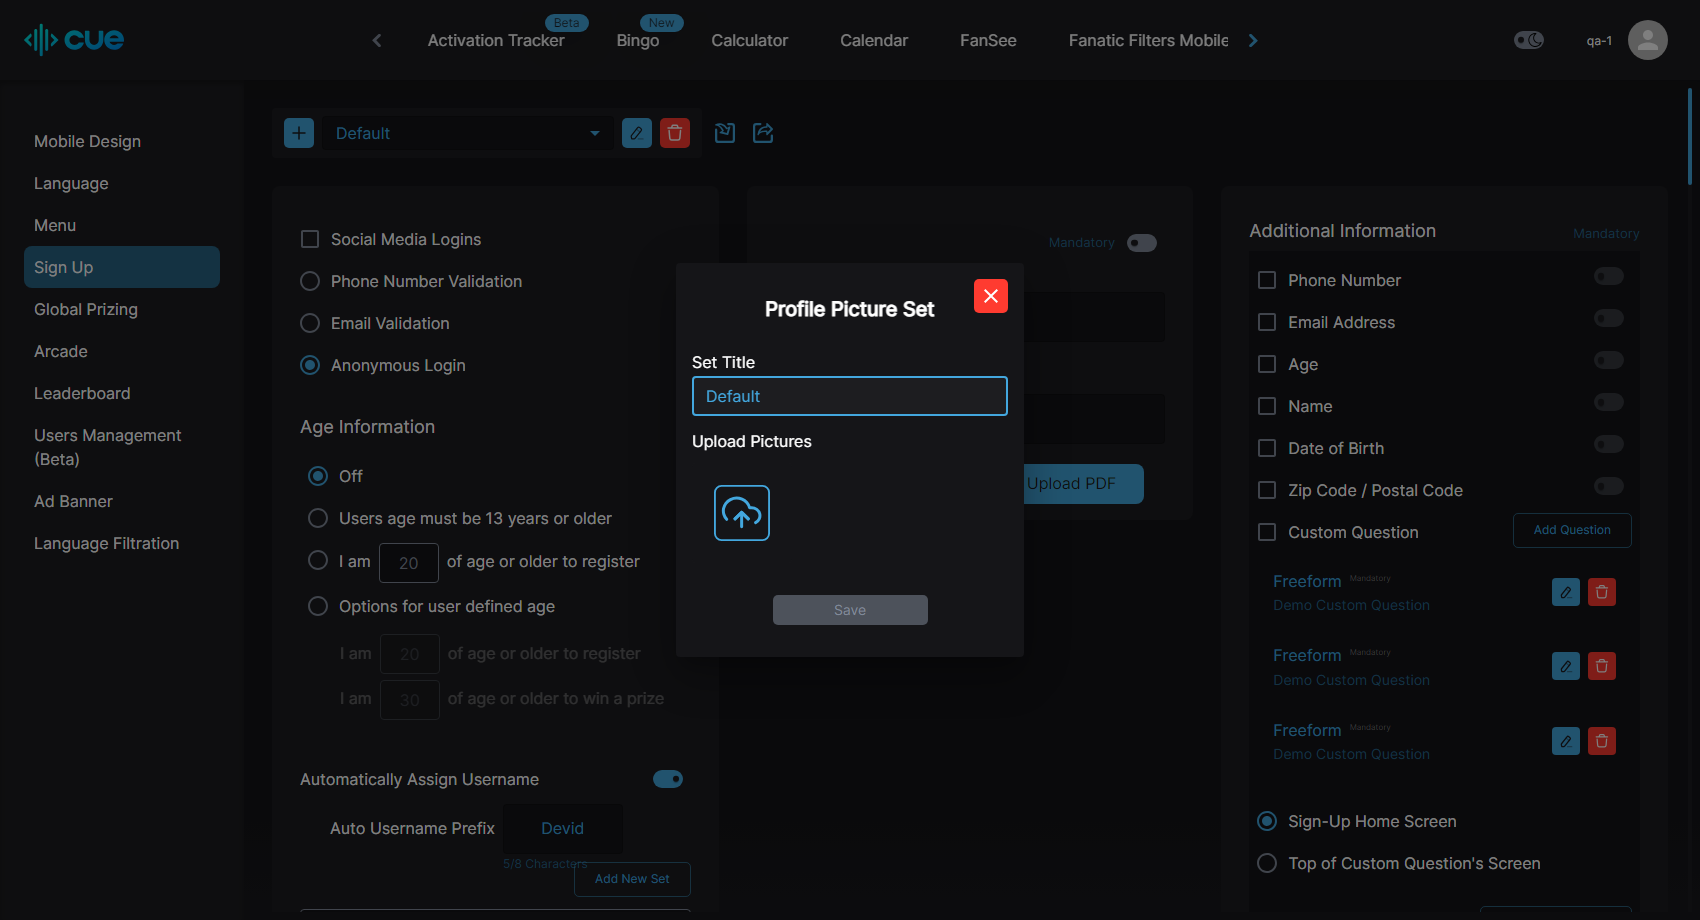 cue
Beta
New
Activation Tracker
Bingo
Calculator
Calendar
FanSee
Fanatic Filters Mobile
qa-1
Mobile Design
Language
Menu
Sign Up
Global Prizing
Arcade
Leaderboard
Users Management
(Beta)
Ad Banner
Language Filtration
Default
Social Media Logins
Phone Number Validation
Email Validation
Anonymous Login
Age Information
Off
Users age must be 13 years or older
I am 20 of age or older to register
Options for user defined age
I am 20 of age or older to register
I am 30 of age or older to win a prize
Automatically Assign Username
Auto Username Prefix Devid
5/8 Characters
Add New Set
Mandatory
Upload PDF
Profile Picture Set
Set Title
Default
Upload Pictures
Save
Additional Information Mandatory
Phone Number
Email Address
Age
Name
Date of Birth
Zip Code / Postal Code
Custom Question Add Question
Freeform Mandatory
Demo Custom Question
Freeform Mandatory
Demo Custom Question
Freeform Mandatory
Demo Custom Question
Sign-Up Home Screen
Top of Custom Question's Screen